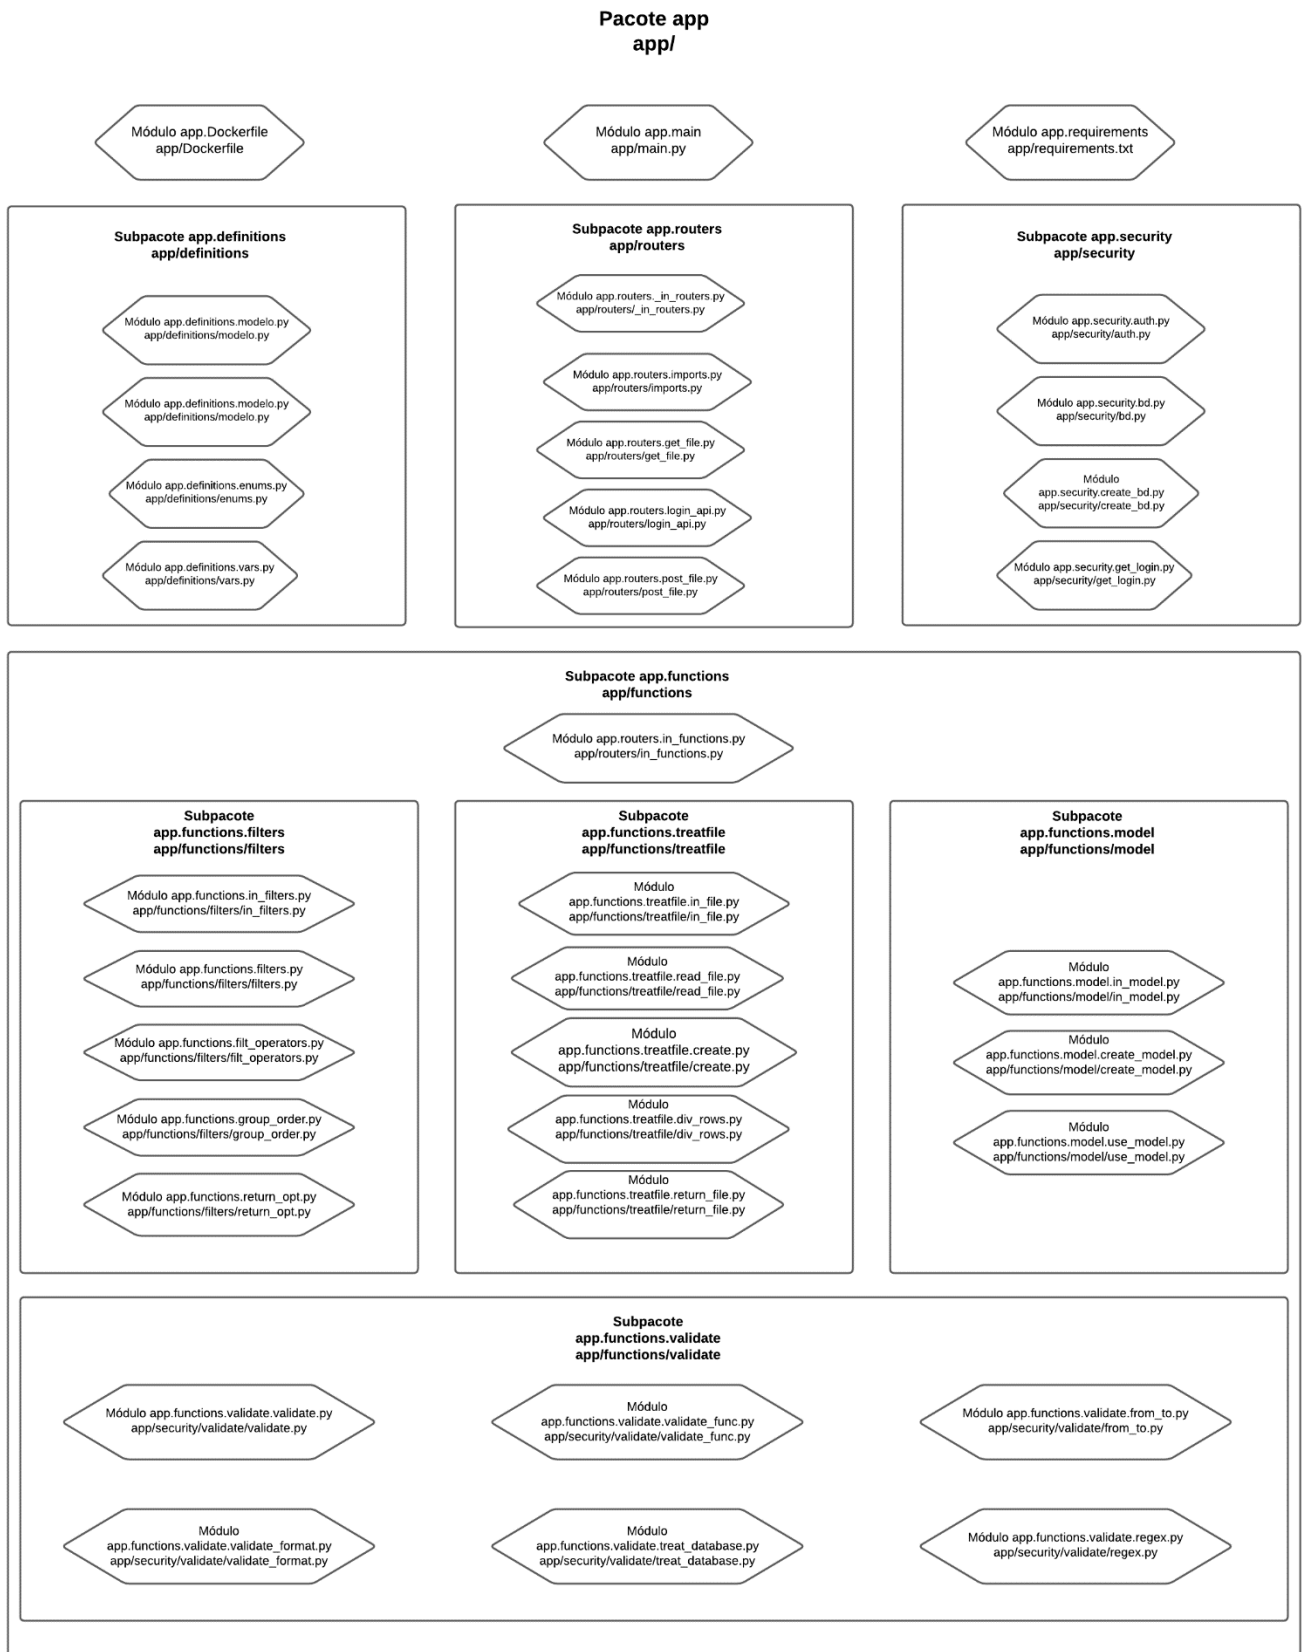 Pacote app
app/
Módulo app.Dockerfile
app/Dockerfile
Módulo app.main
app/main.py
Módulo app.requirements
app/requirements.txt
Subpacote app.definitions
app/definitions
Módulo app.definitions.modelo.py
app/definitions/modelo.py
Módulo app.definitions.modelo.py
app/definitions/modelo.py
Módulo app.definitions.enums.py
app/definitions/enums.py
Módulo app.definitions.vars.py
app/definitions/vars.py
Subpacote app.routers
app/routers
Módulo app.routers._in_routers.py
app/routers/_in_routers.py
Módulo app.routers.imports.py
app/routers/imports.py
Módulo app.routers.get_file.py
app/routers/get_file.py
Módulo app.routers.login_api.py
app/routers/login_api.py
Módulo app.routers.post_file.py
app/routers/post_file.py
Subpacote app.security
app/security
Módulo app.security.auth.py
app/security/auth.py
Módulo app.security.bd.py
app/security/bd.py
Módulo
app.security.create_bd.py
app/security/create_bd.py
Módulo app.security.get_login.py
app/security/get_login.py
Subpacote app.functions
app/functions
Módulo app.routers.in_functions.py
app/routers/in_functions.py
Subpacote
app.functions.filters
app/functions/filters
Módulo app.functions.in_filters.py
app/functions/filters/in_filters.py
Módulo app.functions.filters.py
app/functions/filters/filters.py
Módulo app.functions.filt_operators.py
app/functions/filters/filt_operators.py
Módulo app.functions.group_order.py
app/functions/filters/group_order.py
Módulo app.functions.return_opt.py
app/functions/filters/return_opt.py
Subpacote
app.functions.treatfile
app/functions/treatfile
Módulo
app.functions.treatfile.in_file.py
app/functions/treatfile/in_file.py
Módulo
app.functions.treatfile.read_file.py
app/functions/treatfile/read_file.py
Módulo
app.functions.treatfile.create.py
app/functions/treatfile/create.py
Módulo
app.functions.treatfile.div_rows.py
app/functions/treatfile/div_rows.py
Módulo
app.functions.treatfile.return_file.py
app/functions/treatfile/return_file.py
Subpacote
app.functions.model
app/functions/model
Módulo
app.functions.model.in_model.py
app/functions/model/in_model.py
Módulo
app.functions.model.create_model.py
app/functions/model/create_model.py
Módulo
app.functions.model.use_model.py
app/functions/model/use_model.py
Subpacote
app.functions.validate
app/functions/validate
Módulo app.functions.validate.validate.py
app/security/validate/validate.py
Módulo
app.functions.validate.validate_func.py
app/security/validate/validate_func.py
Módulo app.functions.validate.from_to.py
app/security/validate/from_to.py
Módulo
app.functions.validate.validate_format.py
app/security/validate/validate_format.py
Módulo
app.functions.validate.treat_database.py
app/security/validate/treat_database.py
Módulo app.functions.validate.regex.py
app/security/validate/regex.py